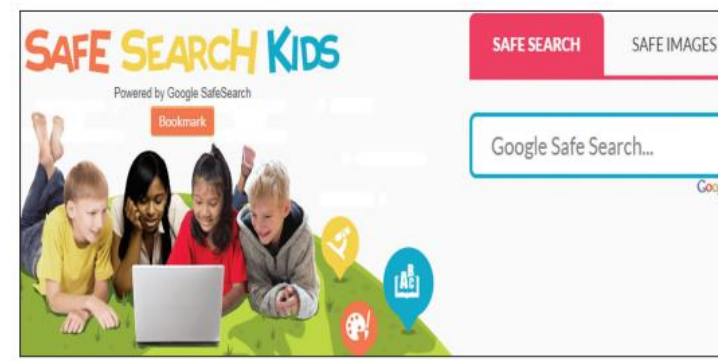 SAFE SEARCH KIDS
Powered by Google SafeSearch
Bookmark
SAFE SEARCH
SAFE IMAGES
Google Safe Search...